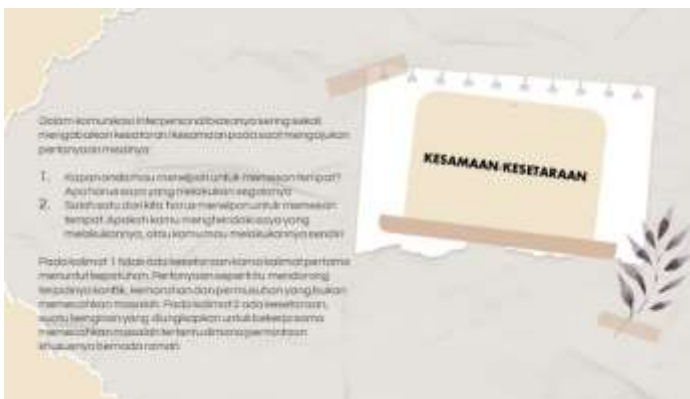 Dalam komunikasi interpersonal biasanya sering sekali
mengabaikan kesetaraan/kesamaan pada saat mengajukan
pertanyaan misalnya
1. Kapan anda mau menelpon untuk memesan tempat?
Apa harus saya yang melakukan segalanya
2. Salah satu dari kita harus menelpon untuk memesan
tempat. Apakah kamu menghendaki saya yang
melakukannya, atau kamu mau melakukannya sendiri
Pada kalimat 1 tidak ada kesetaraan karna kalimat pertama
menuntut kepatuhan. Pertanyaan seperti itu mendorong
terjadinya konflik, kemarahan dan permusuhan yang bukan
memecahkan masalah. Pada kalimat 2 ada kesetaraan,
suatu keinginan yang diungkapkan untuk bekerja sama
memecahkan masalah tertentu dimana permintaan
khususnya bernada ramah
KESAMAAN/KESETARAAN